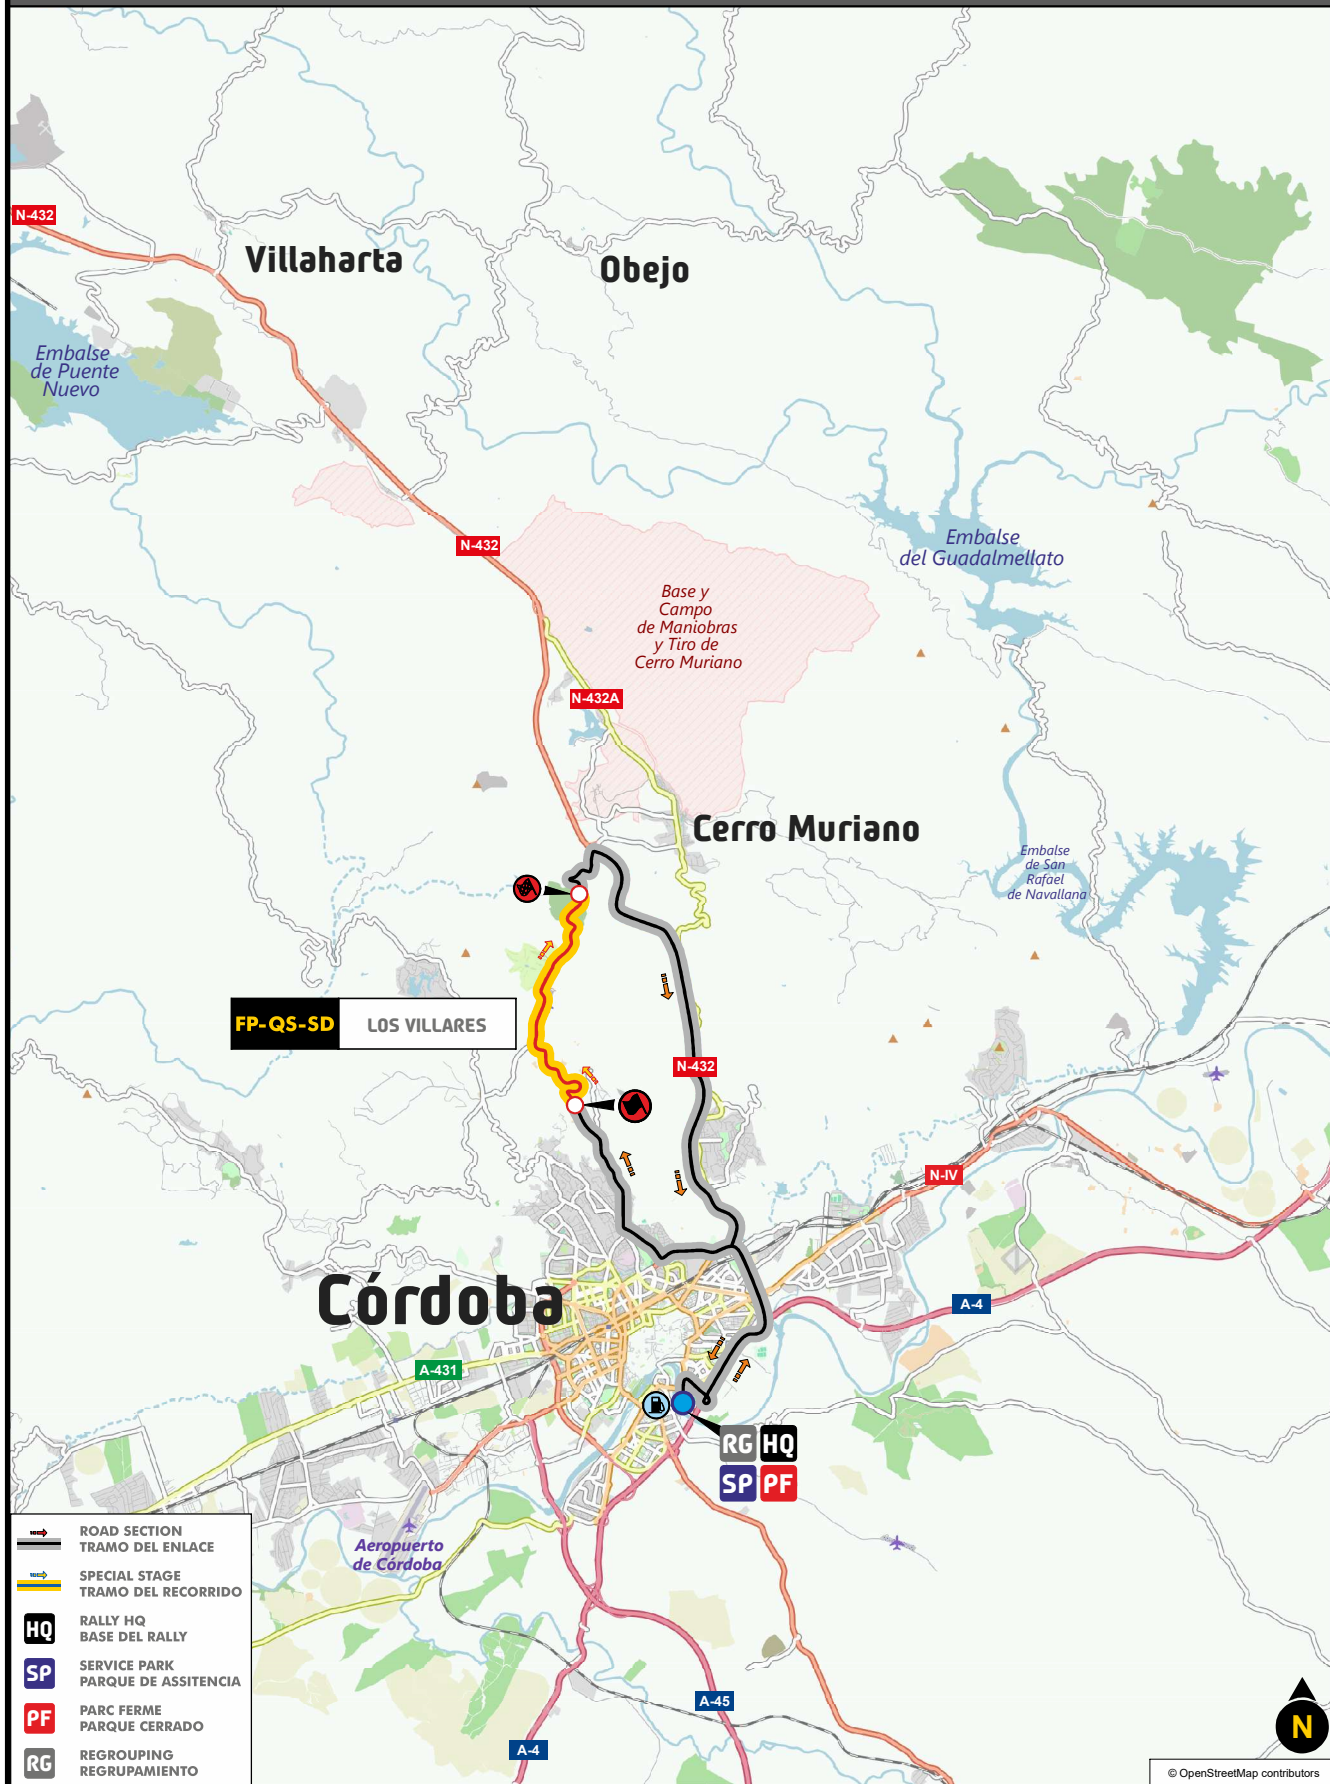 N-432
Villaharta
Obejo
Embalse
de Puente
Nuevo
N-432
Embalse
del Guadalmellato
Base y
Campo
de Maniobras
y Tiro de
Cerro Muriano
N-432A
Cerro Muriano
Embalse
de San
Rafael
de Navallana
FP-QS-SD
LOS VILLARES
N-432
N-IV
Córdoba
A-4
A-431
RG
HQ
SP
PF
Aeropuerto
de Córdoba
ROAD SECTION
TRAMO DEL ENLACE
SPECIAL STAGE
TRAMO DEL RECORRIDO
HQ
RALLY HQ
BASE DEL RALLY
SP
SERVICE PARK
PARQUE DE ASSITENCIA
PF
PARC FERME
PARQUE CERRADO
RG
REGROUPING
REGRUPAMIENTO
A-45
A-4
N
© OpenStreetMap contributors